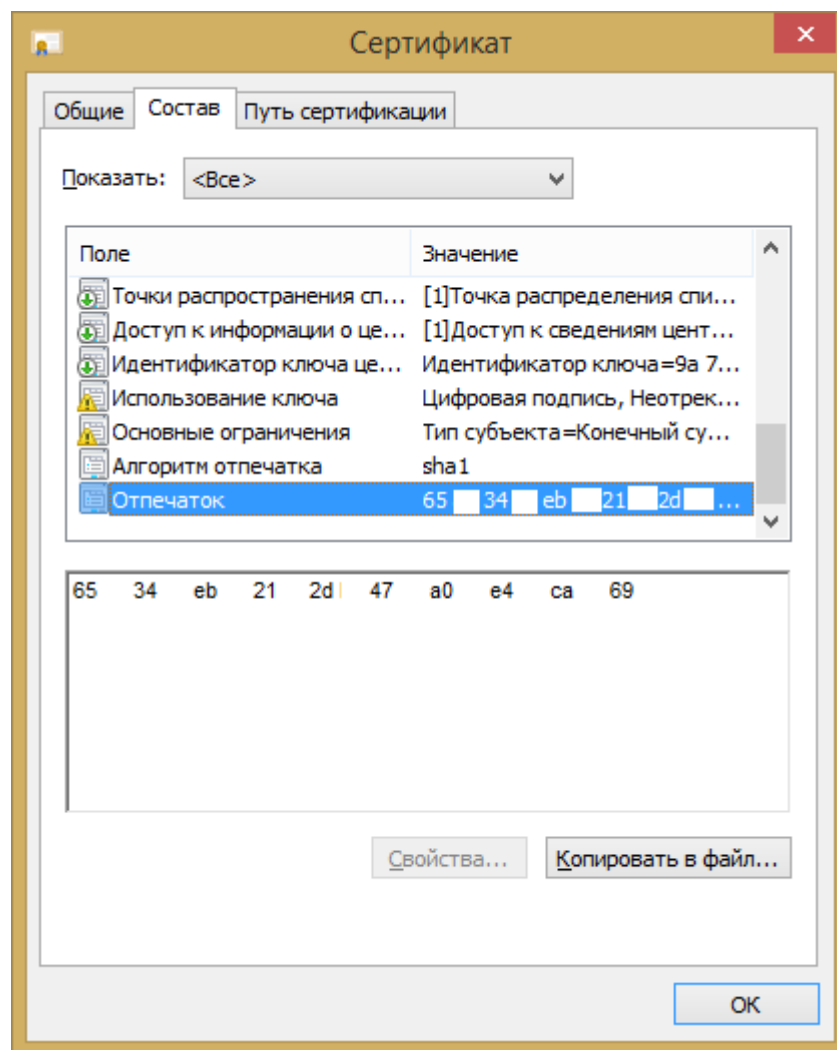 Сертификат
Общие Состав Путь сертификации
Показать: <Все>
Поле Значение
Точки распространения сп... [1]Точка распределения спи...
Доступ к информации о це... [1]Доступ к сведениям цент...
Идентификатор ключа це... Идентификатор ключа=9a 7...
Использование ключа Цифровая подпись, Неотрек...
Основные ограничения Тип субъекта=Конечный су...
Алгоритм отпечатка sha1
Отпечаток 65 34 eb 21 2d ...
65 34 eb 21 2d 47 a0 e4 ca 69
Свойства... Копировать в файл...
ОК